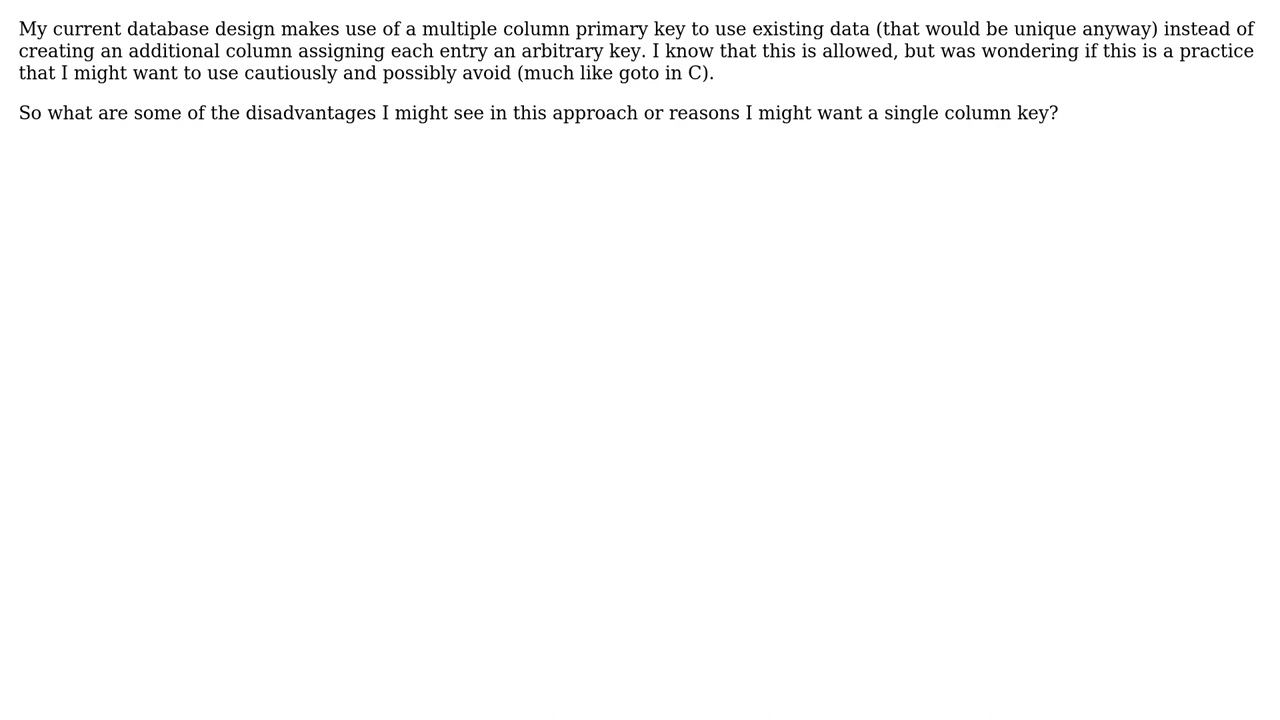 My current database design makes use of a multiple column primary key to use existing data (that would be unique anyway) instead of
creating an additional column assigning each entry an arbitrary key. I know that this is allowed, but was wondering if this is a practice
that I might want to use cautiously and possibly avoid (much like goto in C).
So what are some of the disadvantages I might see in this approach or reasons I might want a single column key?